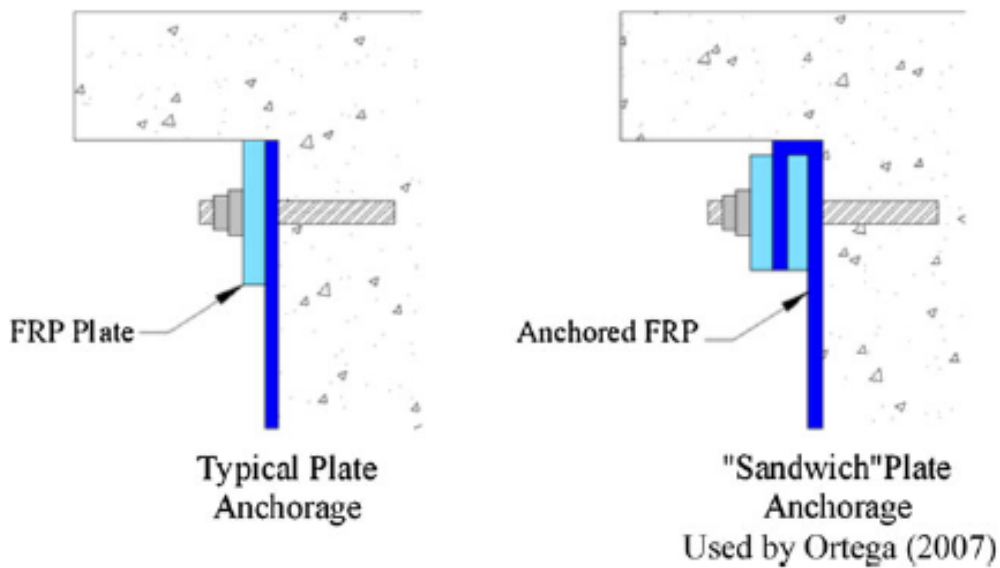 FRP Plate
Anchored FRP
Typical Plate
Anchorage
"Sandwich"Plate
Anchorage
Used by Ortega (2007)